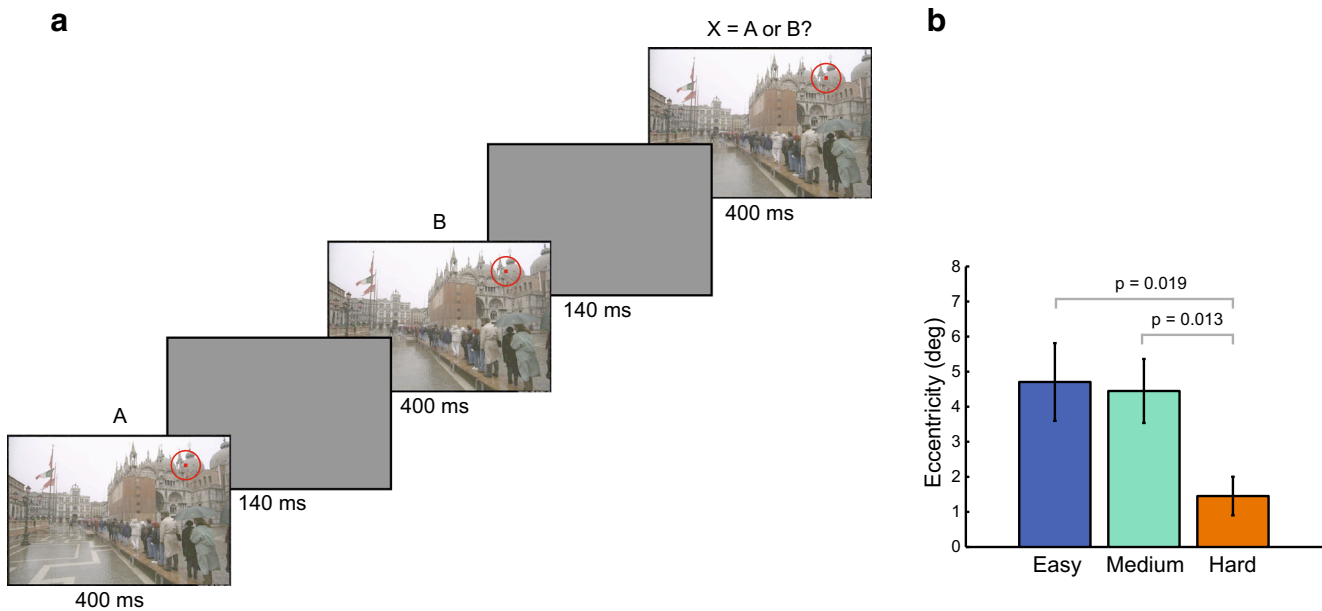 a
X = A or B?
400 ms
140 ms
B
400 ms
140 ms
A
400 ms
b
8
7
6
5
4
3
2
1
0
Eccentricity (deg)
p = 0.019
p = 0.013
Easy Medium Hard